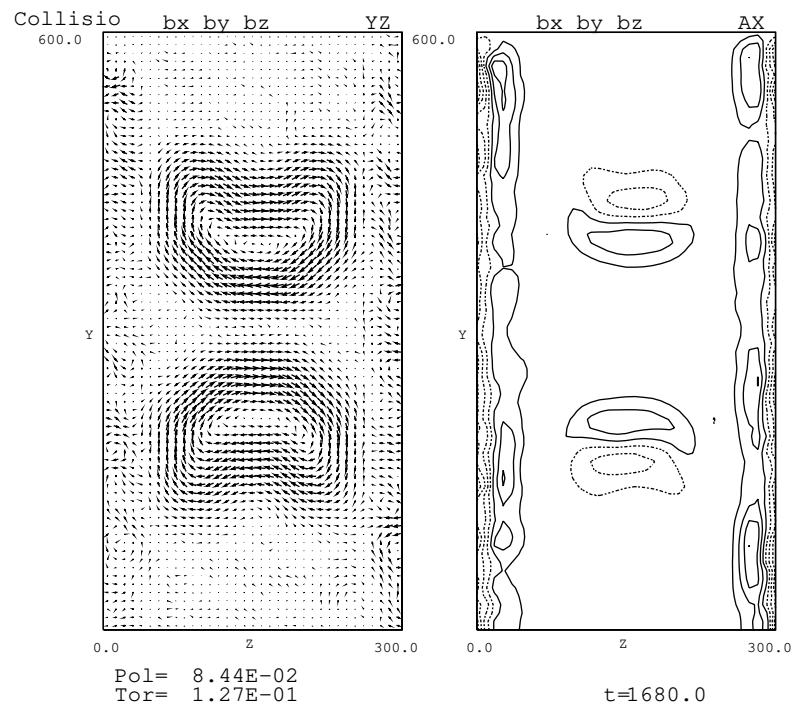 Collisio
bx by bz YZ
bx by bz AX
600.0
600.0
Y
Y
0.0 Z 300.0
0.0 Z 300.0
Pol= 8.44E-02
Tor= 1.27E-01
t=1680.0